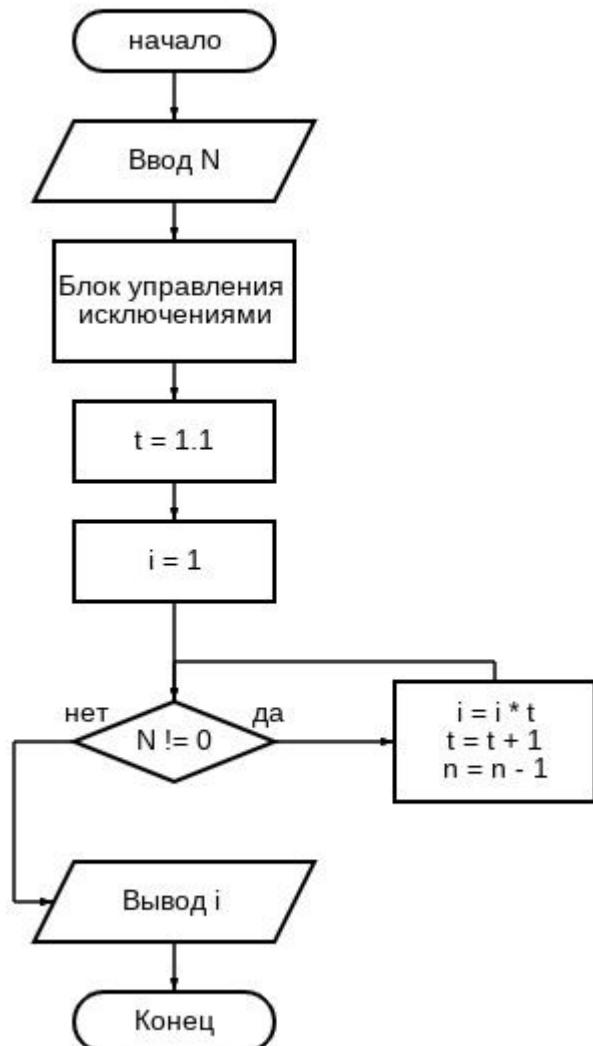 начало
Ввод N
Блок управления
исключениями
t = 1.1
i = 1
нет
да
N != 0
i = i * t
t = t + 1
n = n - 1
Вывод i
Конец